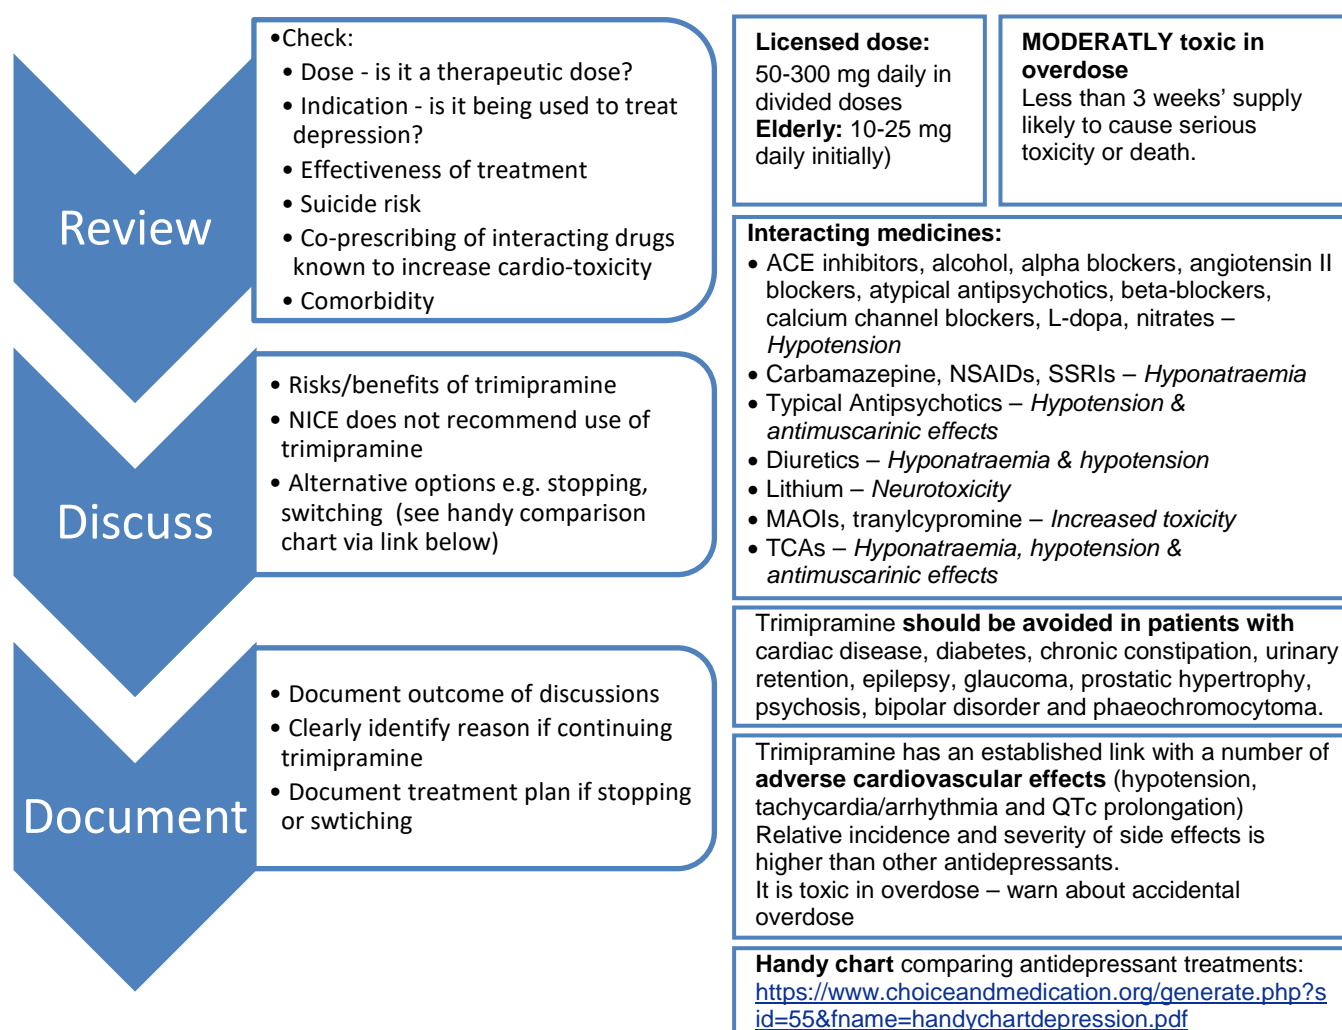 Review
•Check:
• Dose - is it a therapeutic dose?
• Indication - is it being used to treat
depression?
• Effectiveness of treatment
• Suicide risk
• Co-prescribing of interacting drugs
known to increase cardio-toxicity
• Comorbidity
Discuss
• Risks/benefits of trimipramine
• NICE does not recommend use of
trimipramine
• Alternative options e.g. stopping,
switching (see handy comparison
chart via link below)
Document
• Document outcome of discussions
• Clearly identify reason if continuing
trimipramine
• Document treatment plan if stopping
or swtiching
Licensed dose:
50-300 mg daily in
divided doses
Elderly: 10-25 mg
daily initially)
MODERATLY toxic in
overdose
Less than 3 weeks’ supply
likely to cause serious
toxicity or death.
Interacting medicines:
• ACE inhibitors, alcohol, alpha blockers, angiotensin II
blockers, atypical antipsychotics, beta-blockers,
calcium channel blockers, L-dopa, nitrates –
Hypotension
• Carbamazepine, NSAIDs, SSRIs – Hyponatraemia
• Typical Antipsychotics – Hypotension &
antimuscarinic effects
• Diuretics – Hyponatraemia & hypotension
• Lithium – Neurotoxicity
• MAOIs, tranylcypromine – Increased toxicity
• TCAs – Hyponatraemia, hypotension &
antimuscarinic effects
Trimipramine should be avoided in patients with
cardiac disease, diabetes, chronic constipation, urinary
retention, epilepsy, glaucoma, prostatic hypertrophy,
psychosis, bipolar disorder and phaeochromocytoma.
Trimipramine has an established link with a number of
adverse cardiovascular effects (hypotension,
tachycardia/arrhythmia and QTc prolongation)
Relative incidence and severity of side effects is
higher than other antidepressants.
It is toxic in overdose – warn about accidental
overdose
Handy chart comparing antidepressant treatments:
https://www.choiceandmedication.org/generate.php?s
id=55&fname=handychartdepression.pdf